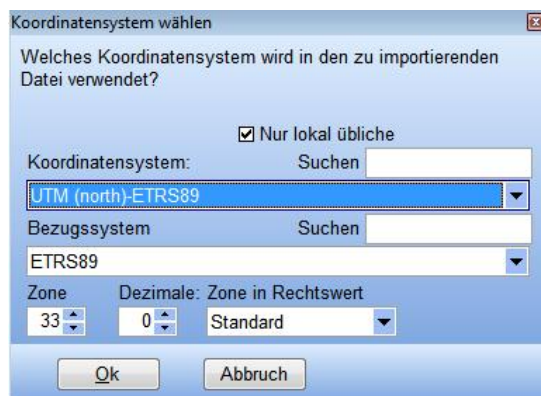 Koordinatensystem wählen
Welches Koordinatensystem wird in den zu importierenden
Datei verwendet?
Nur lokal übliche
Koordinatensystem: Suchen
UTM (north)-ETRS89
Bezugssystem Suchen
ETRS89
Zone Dezimale: Zone in Rechtswert
33 0 Standard
Ok Abbruch